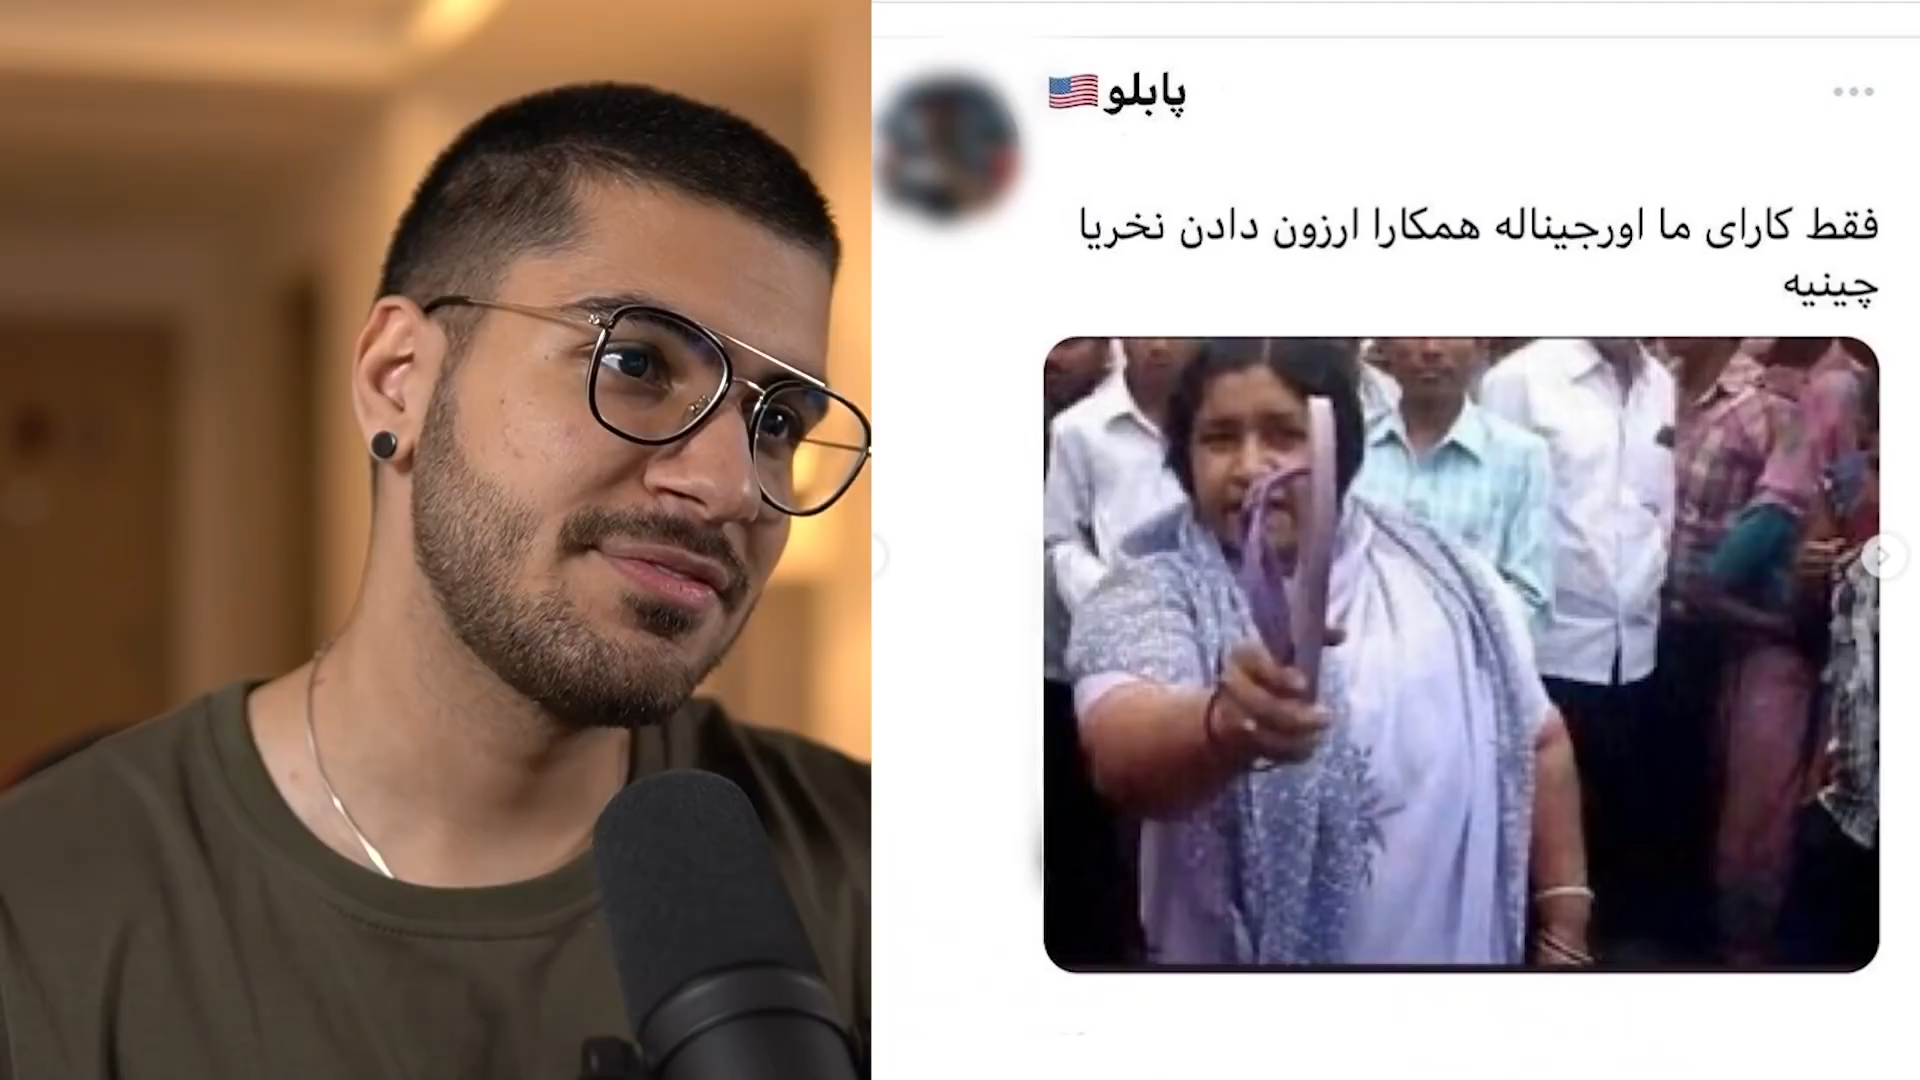 پابلو🇺🇸
فقط کارای ما اورجیناله همکارا ارزون دادن نخریا
چینیه